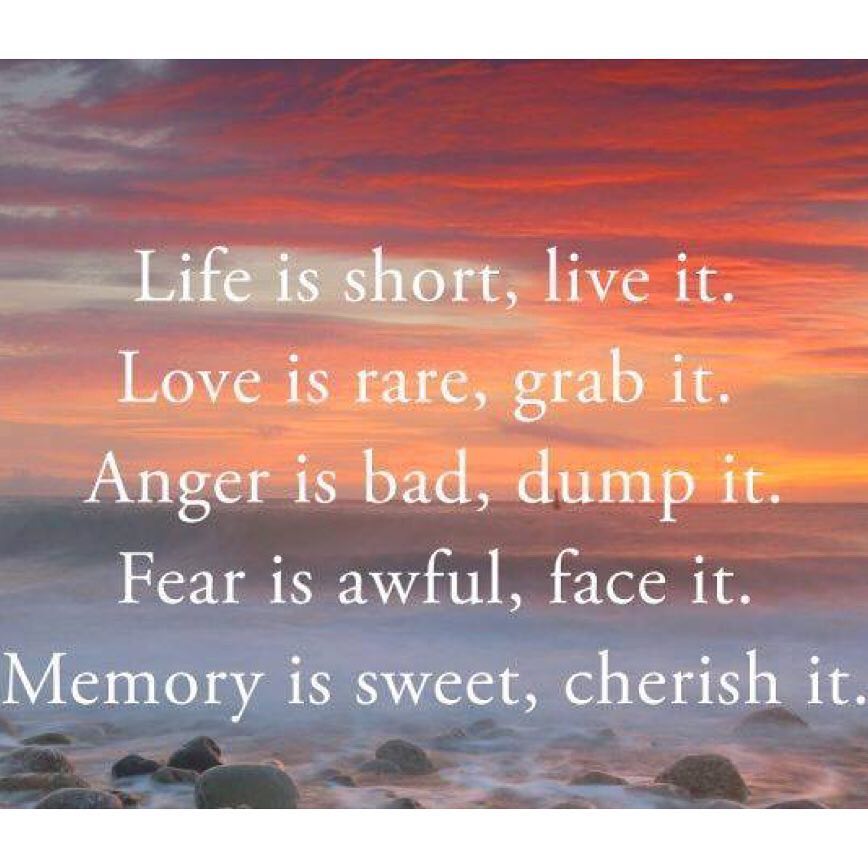 Life is short, live it.
Love is rare, grab it.
Anger is bad, dump it.
Fear is awful, face it.
Memory is sweet, cherish it.